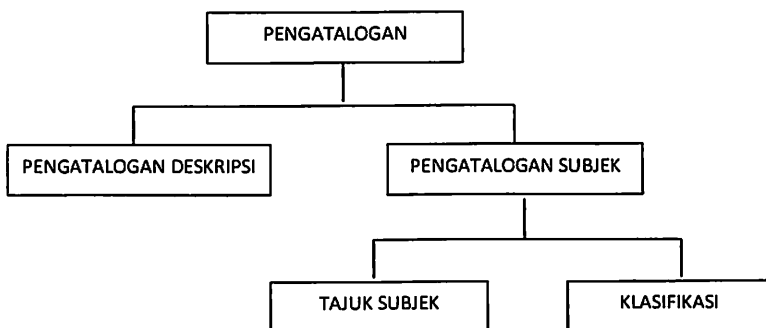 PENGATALOGAN
PENGATALOGAN DESKRIPSI
PENGATALOGAN SUBJEK
TAJUK SUBJEK
KLASIFIKASI